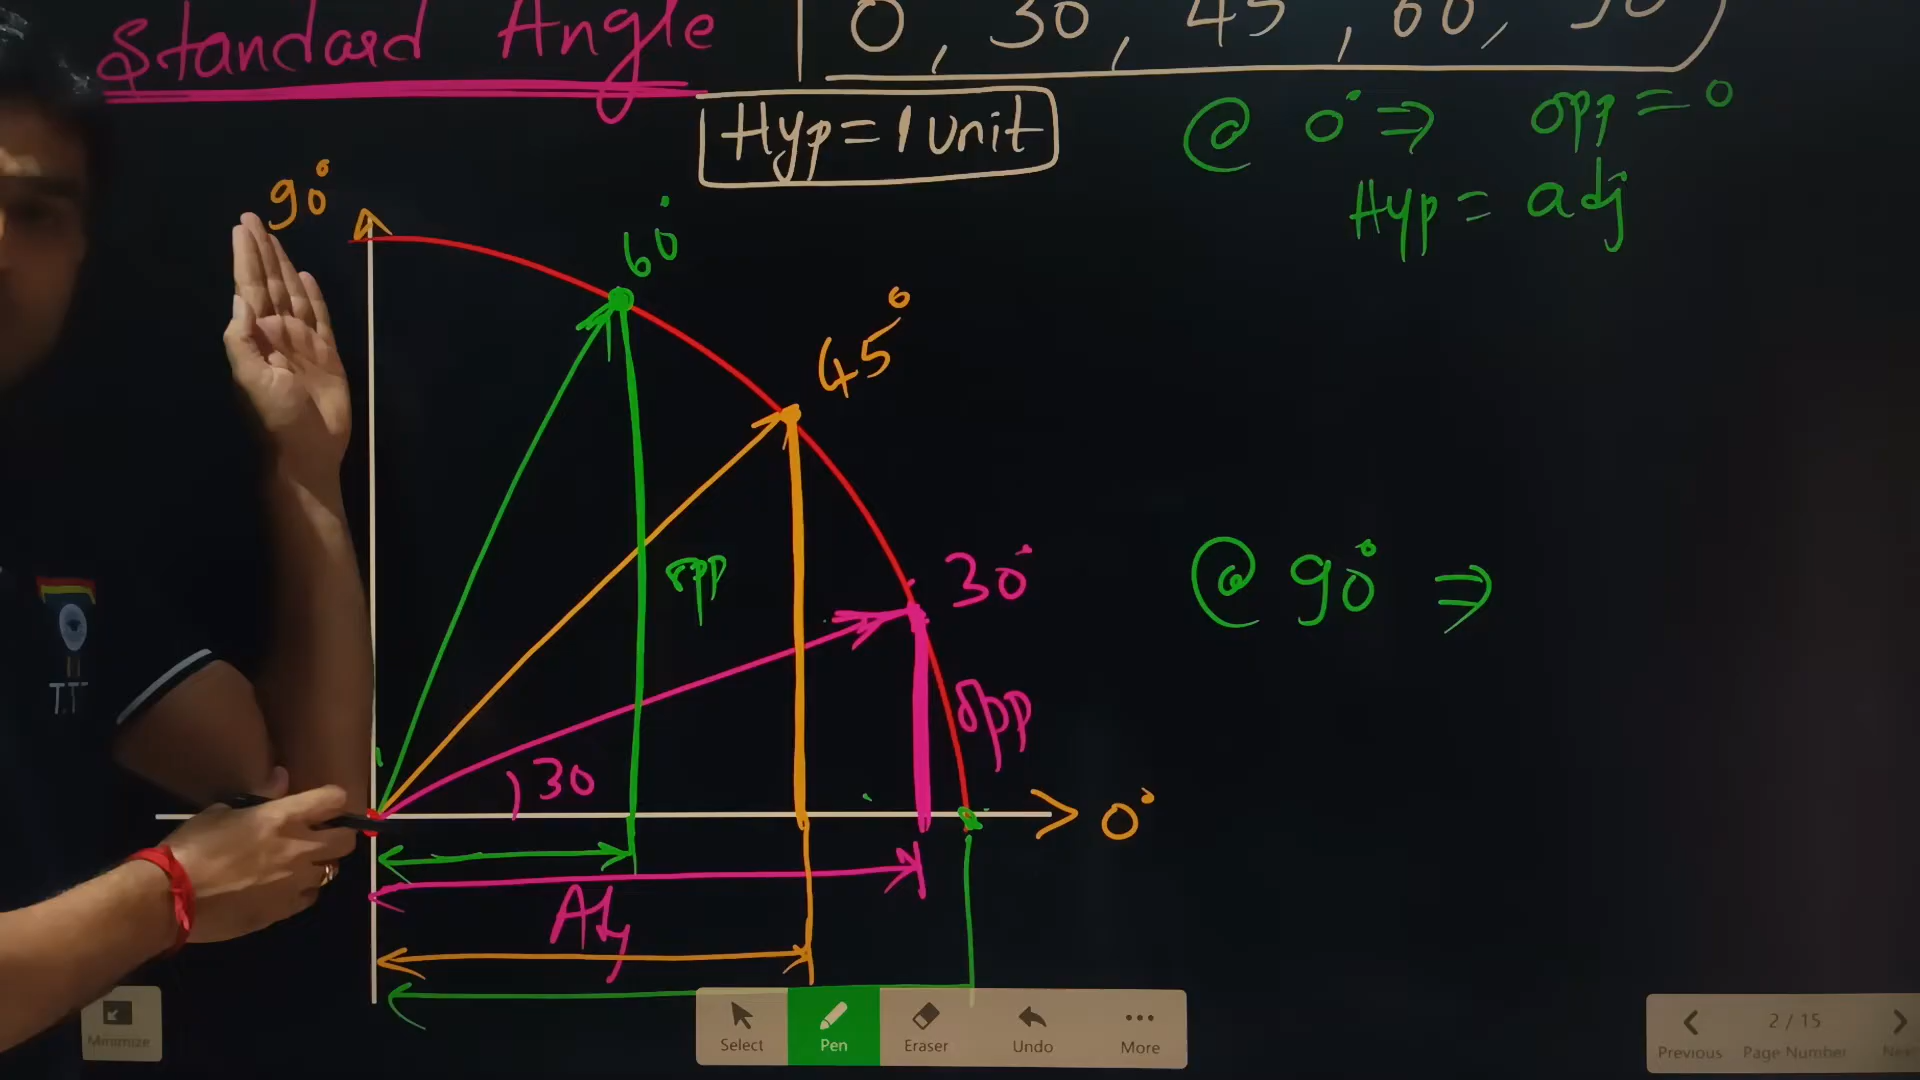 Standard Angle
0, 30, 45, 60, 90
Hyp = 1 unit
@ 0° ⇒ opp = 0
Hyp = adj
90°
60°
45°
opp
30°
@ 90° ⇒
opp
30
0°
Adj
T.T
Minimize
Select
Pen
Eraser
Undo
More
Previous
2 / 15
Page Number